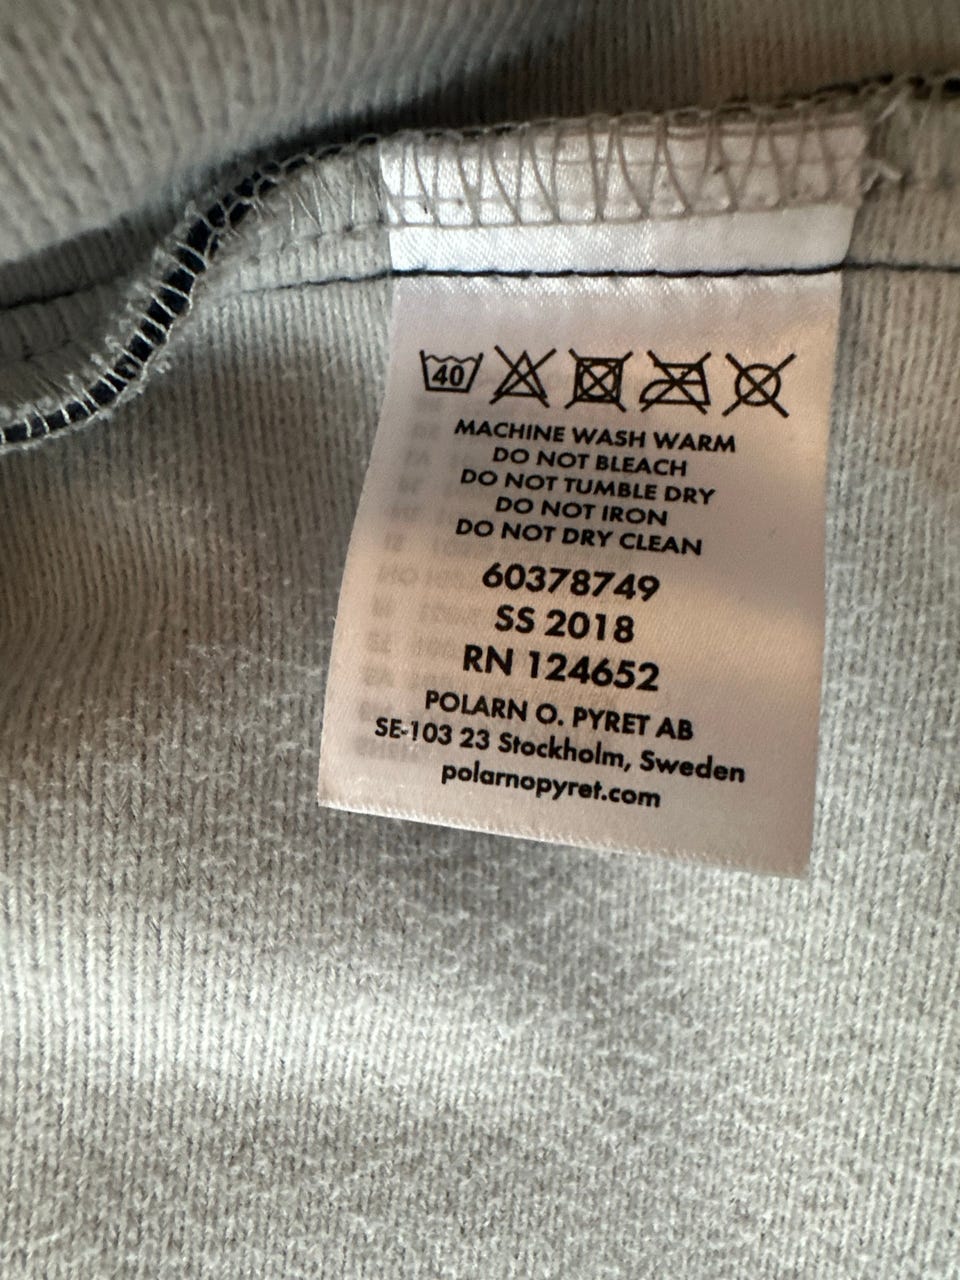 40
MACHINE WASH WARM
DO NOT BLEACH
DO NOT TUMBLE DRY
DO NOT IRON
DO NOT DRY CLEAN
60378749
SS 2018
RN 124652
POLARN O. PYRET AB
SE-103 23 Stockholm, Sweden
polarnopyret.com